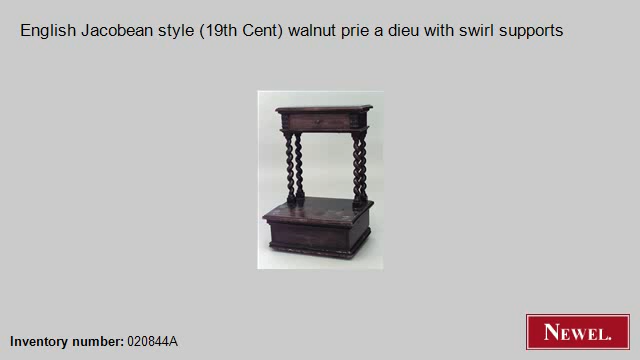 English Jacobean style (19th Cent) walnut prie a dieu with swirl supports
Inventory number: 020844A
NEWEL.